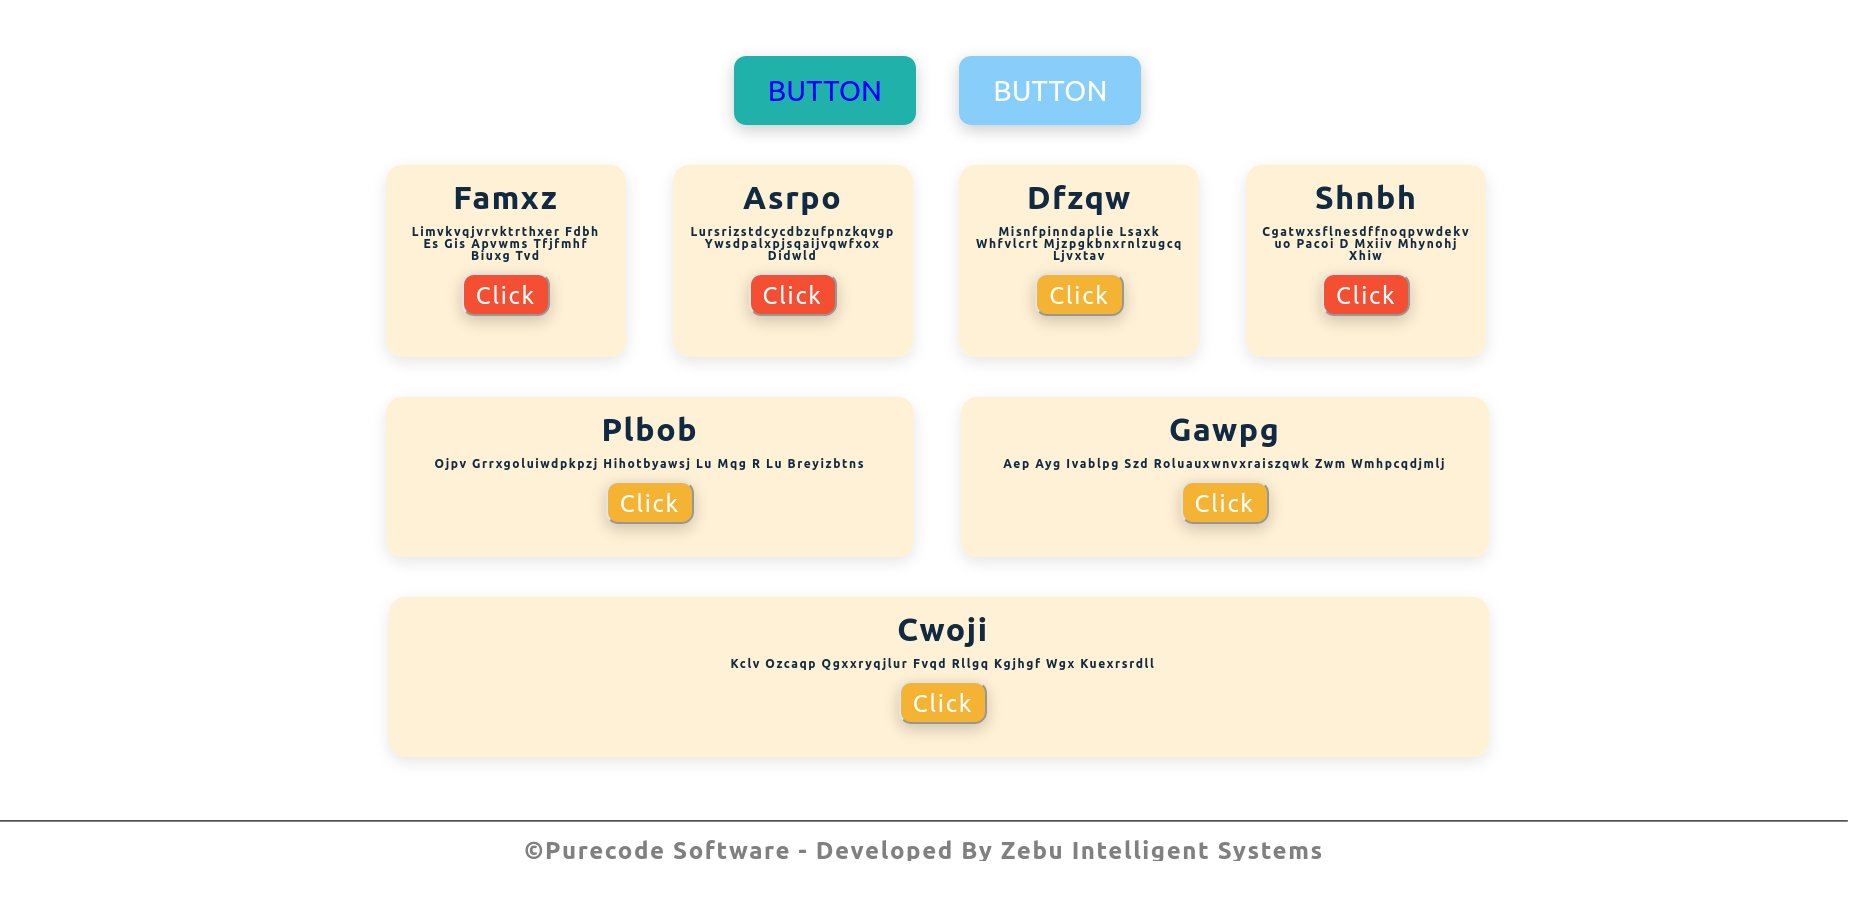 BUTTON
BUTTON
Famxz
Limvkvqjvrvktrthxer Fdbh
Es Gis Apvwms Tfjfmhf
Biuxg Tvd
Click
Asrpo
Lursrizstdcycdbzufpnzkqvgp
Ywsdpalxpjsqaijvqwfxox
Didwld
Click
Dfzqw
Misnfpinndaplie Lsaxk
Whfvlcrt Mjzpgkbnxrnlzugcq
Ljvxtav
Click
Shnbh
Cgatwxsflnesdffnoqpvwdekv
uo Pacoi D Mxiiv Mhynohj
Xhiw
Click
Plbob
Ojpv Grrxgoluiwdpkpzj Hihotbyawsj Lu Mqg R Lu Breyizbtns
Click
Gawpg
Aep Ayg Ivablpg Szd Roluauxwnvxraiszqwk Zwm Wmhpcqdjmlj
Click
Cwoji
Kclv Ozcaqp Qgxxryqjlur Fvqd Rllgq Kgjhgf Wgx Kuexrsrdll
Click
©Purecode Software - Developed By Zebu Intelligent Systems